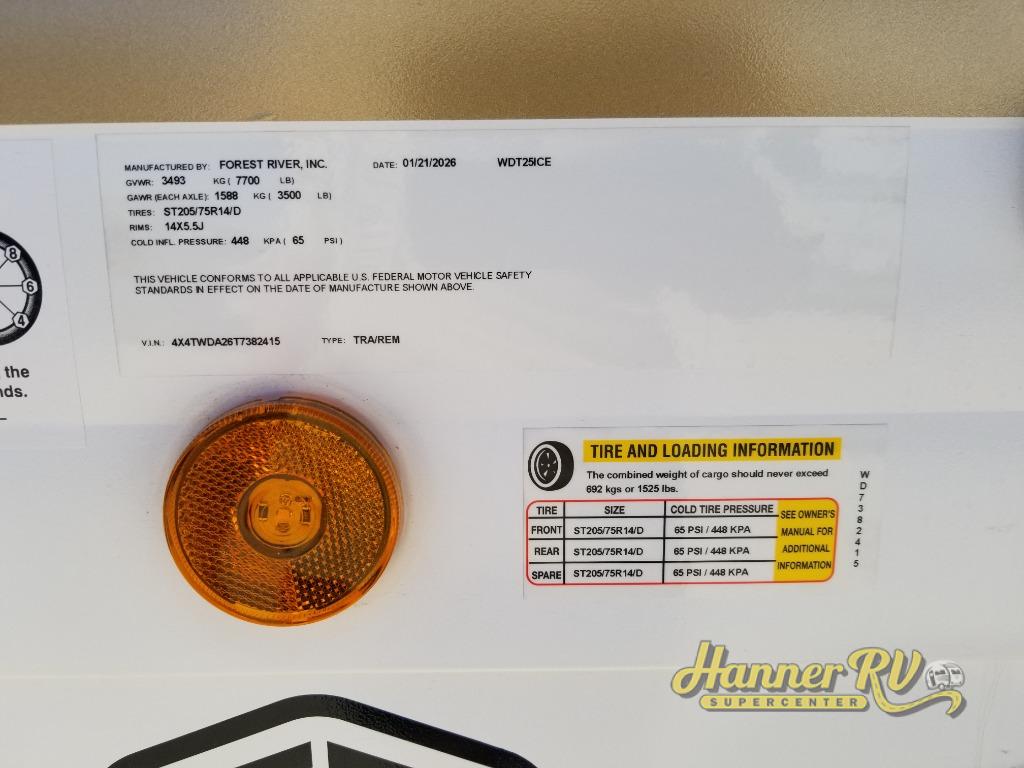 MANUFACTURED BY: FOREST RIVER, INC. DATE: 01/21/2026 WDT25ICE
GVWR: 3493 KG ( 7700 LB)
GAWR (EACH AXLE): 1588 KG ( 3500 LB)
TIRES: ST205/75R14/D
RIMS: 14X5.5J
COLD INFL. PRESSURE: 448 KPA ( 65 PSI )
THIS VEHICLE CONFORMS TO ALL APPLICABLE U.S. FEDERAL MOTOR VEHICLE SAFETY
STANDARDS IN EFFECT ON THE DATE OF MANUFACTURE SHOWN ABOVE.
V.I.N.: 4X4TWDA26T7382415 TYPE: TRA/REM
8
6
4
the
TIRE AND LOADING INFORMATION
The combined weight of cargo should never exceed
692 kgs or 1525 lbs.
TIRE SIZE COLD TIRE PRESSURE
FRONT ST205/75R14/D 65 PSI / 448 KPA
REAR ST205/75R14/D 65 PSI / 448 KPA
SPARE ST205/75R14/D 65 PSI / 448 KPA
SEE OWNER'S
MANUAL FOR
ADDITIONAL
INFORMATION
WD7382415
Hanner RV
SUPERCENTER